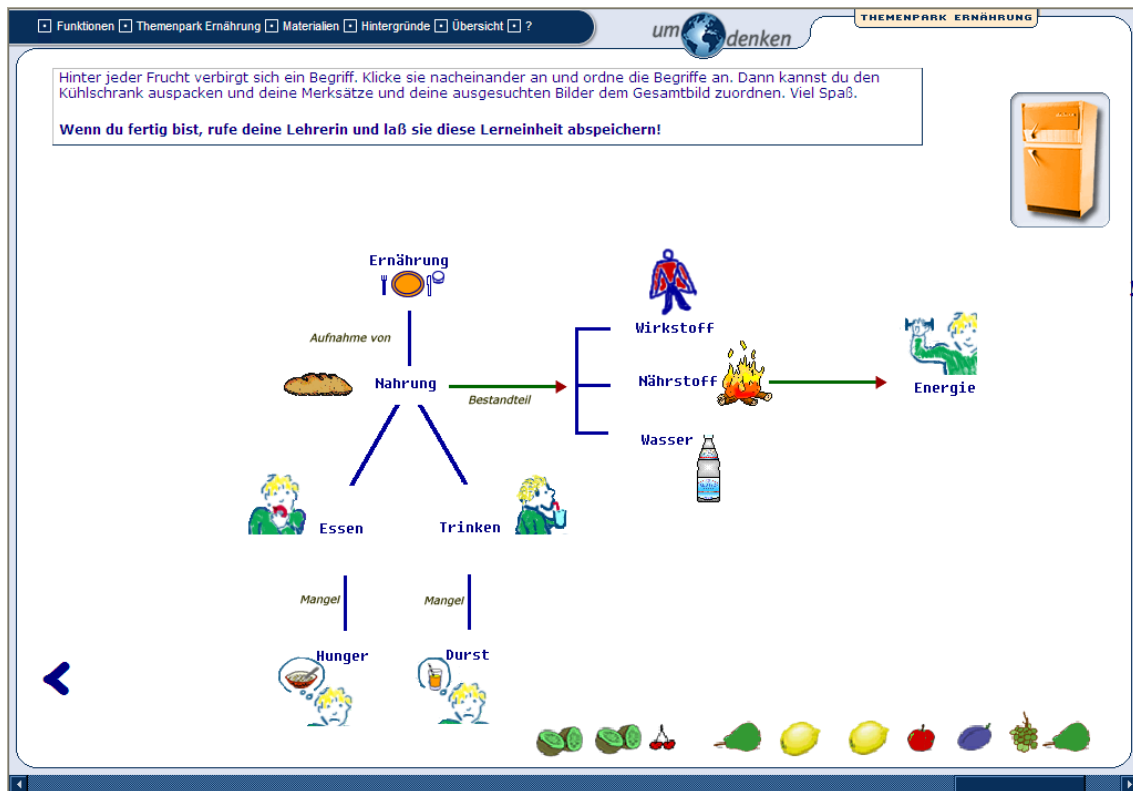 Funktionen Themenpark Ernährung Materialien Hintergründe Übersicht ?
um denken
THEMENPARK ERNÄHRUNG
Hinter jeder Frucht verbirgt sich ein Begriff. Klicke sie nacheinander an und ordne die Begriffe an. Dann kannst du den
Kühlschrank auspacken und deine Merksätze und deine ausgesuchten Bilder dem Gesamtbild zuordnen. Viel Spaß.
Wenn du fertig bist, rufe deine Lehrerin und laß sie diese Lerneinheit abspeichern!
Ernährung
Aufnahme von
Wirkstoff
Nahrung
Bestandteil
Nährstoff
Energie
Wasser
Essen
Trinken
Mangel
Mangel
Hunger
Durst